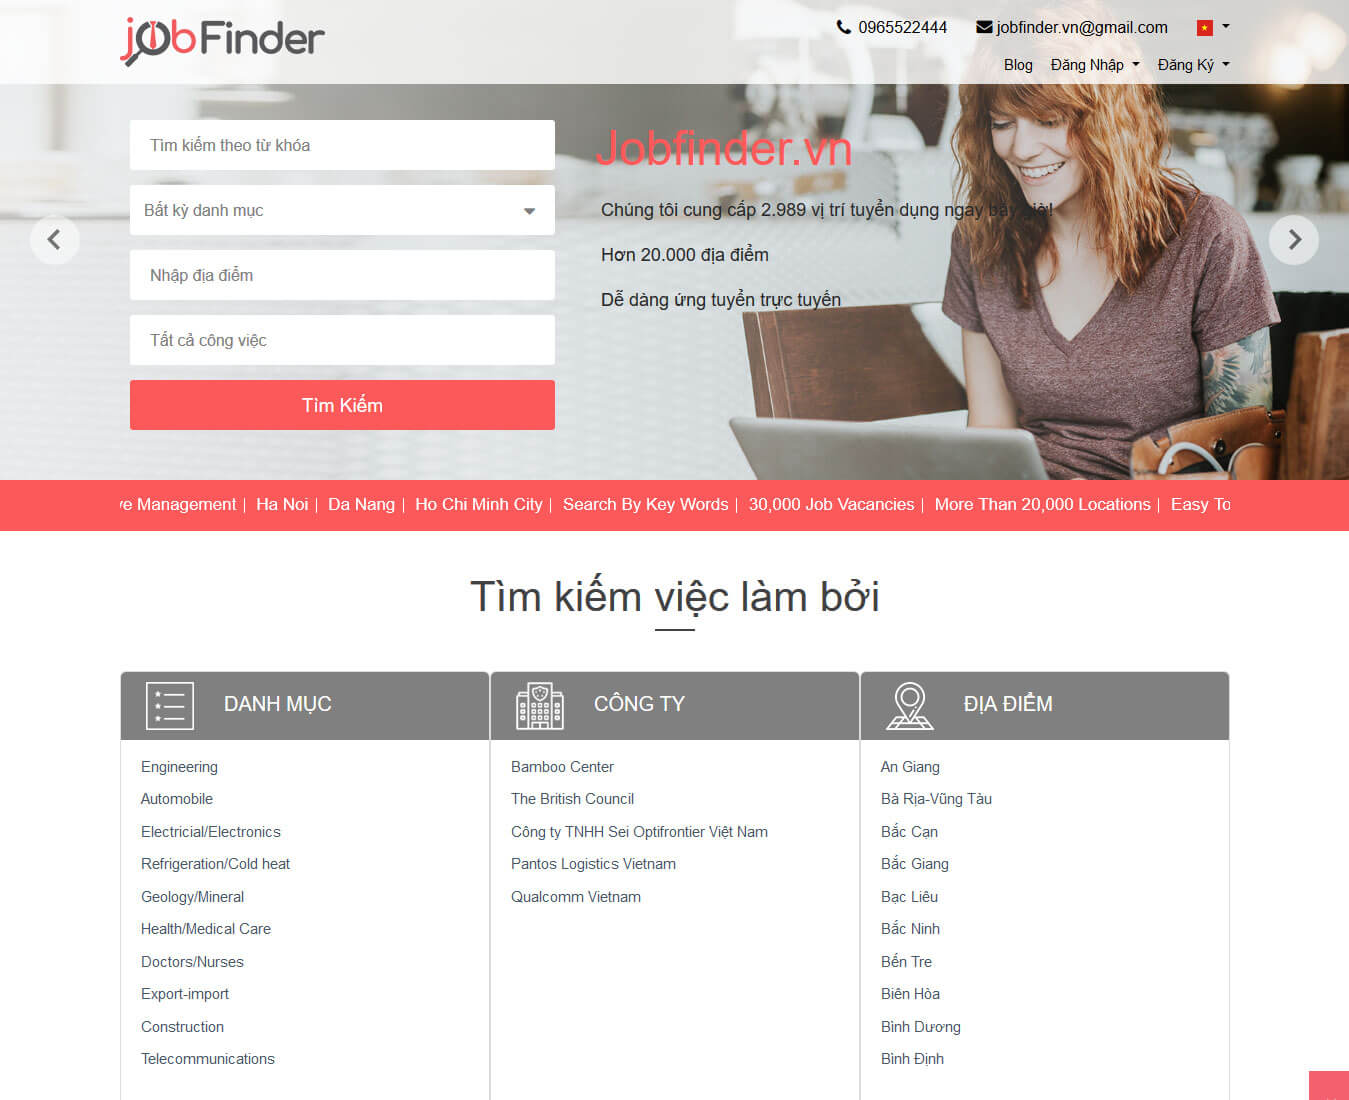 jobFinder
0965522444
jobfinder.vn@gmail.com
Blog
Đăng Nhập
Đăng Ký
Tìm kiếm theo từ khóa
Bất kỳ danh mục
Nhập địa điểm
Tất cả công việc
Tìm Kiếm
Jobfinder.vn
Chúng tôi cung cấp 2.989 vị trí tuyển dụng ngay bây giờ!
Hơn 20.000 địa điểm
Dễ dàng ứng tuyển trực tuyến
ve Management | Ha Noi | Da Nang | Ho Chi Minh City | Search By Key Words | 30,000 Job Vacancies | More Than 20,000 Locations | Easy To
Tìm kiếm việc làm bởi
DANH MỤC
Engineering
Automobile
Electricial/Electronics
Refrigeration/Cold heat
Geology/Mineral
Health/Medical Care
Doctors/Nurses
Export-import
Construction
Telecommunications
CÔNG TY
Bamboo Center
The British Council
Công ty TNHH Sei Optifrontier Việt Nam
Pantos Logistics Vietnam
Qualcomm Vietnam
ĐỊA ĐIỂM
An Giang
Bà Rịa-Vũng Tàu
Bắc Cạn
Bắc Giang
Bạc Liêu
Bắc Ninh
Bến Tre
Biên Hòa
Bình Dương
Bình Định